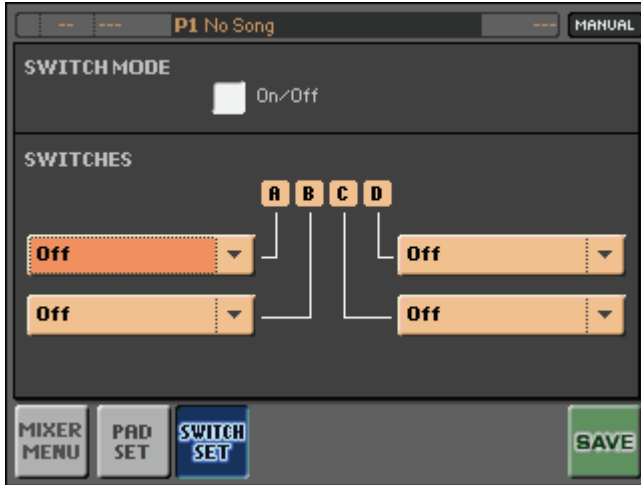 -- --- P1 No Song --- MANUAL
SWITCH MODE
On/Off
SWITCHES
A B C D
Off Off
Off Off
MIXER MENU PAD SET SWITCH SET SAVE